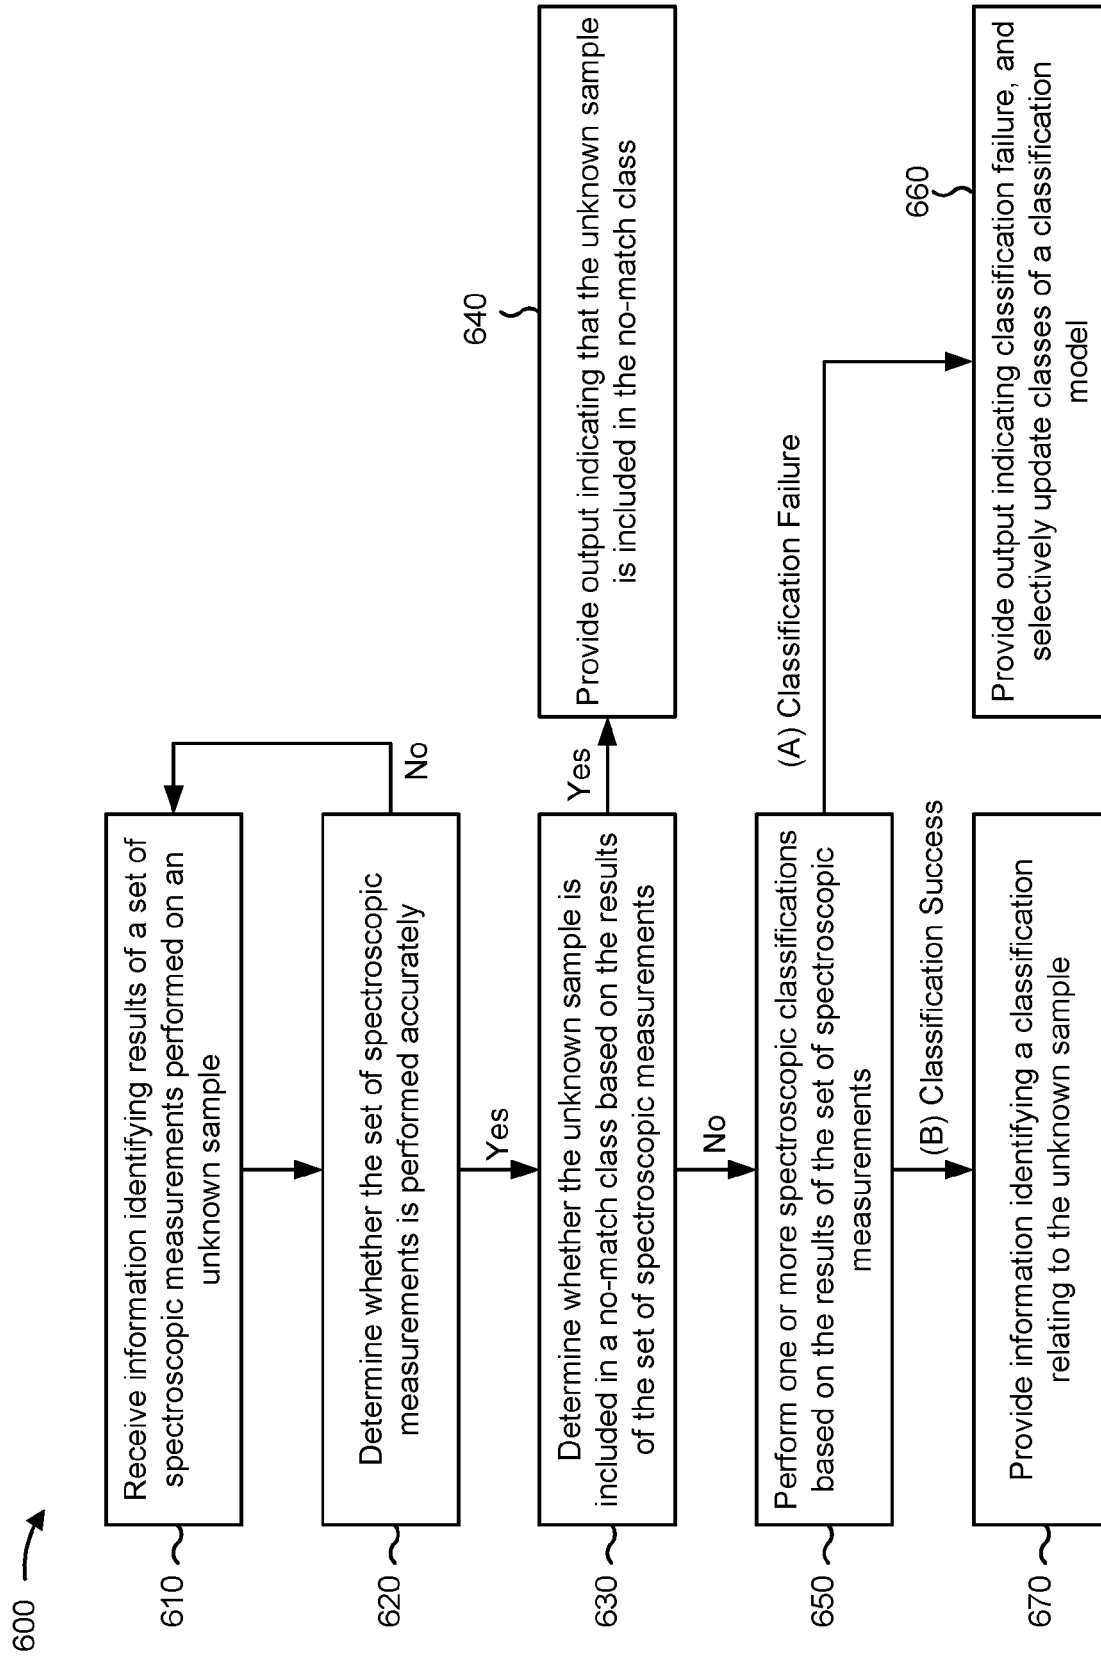 600
610
Receive information identifying results of a set of
spectroscopic measurements performed on an
unknown sample
No
620
Determine whether the set of spectroscopic
measurements is performed accurately
Yes
630
Determine whether the unknown sample is
included in a no-match class based on the results
of the set of spectroscopic measurements
Yes
640
Provide output indicating that the unknown sample
is included in the no-match class
No
650
Perform one or more spectroscopic classifications
based on the results of the set of spectroscopic
measurements
(A) Classification Failure
660
Provide output indicating classification failure, and
selectively update classes of a classification
model
(B) Classification Success
670
Provide information identifying a classification
relating to the unknown sample